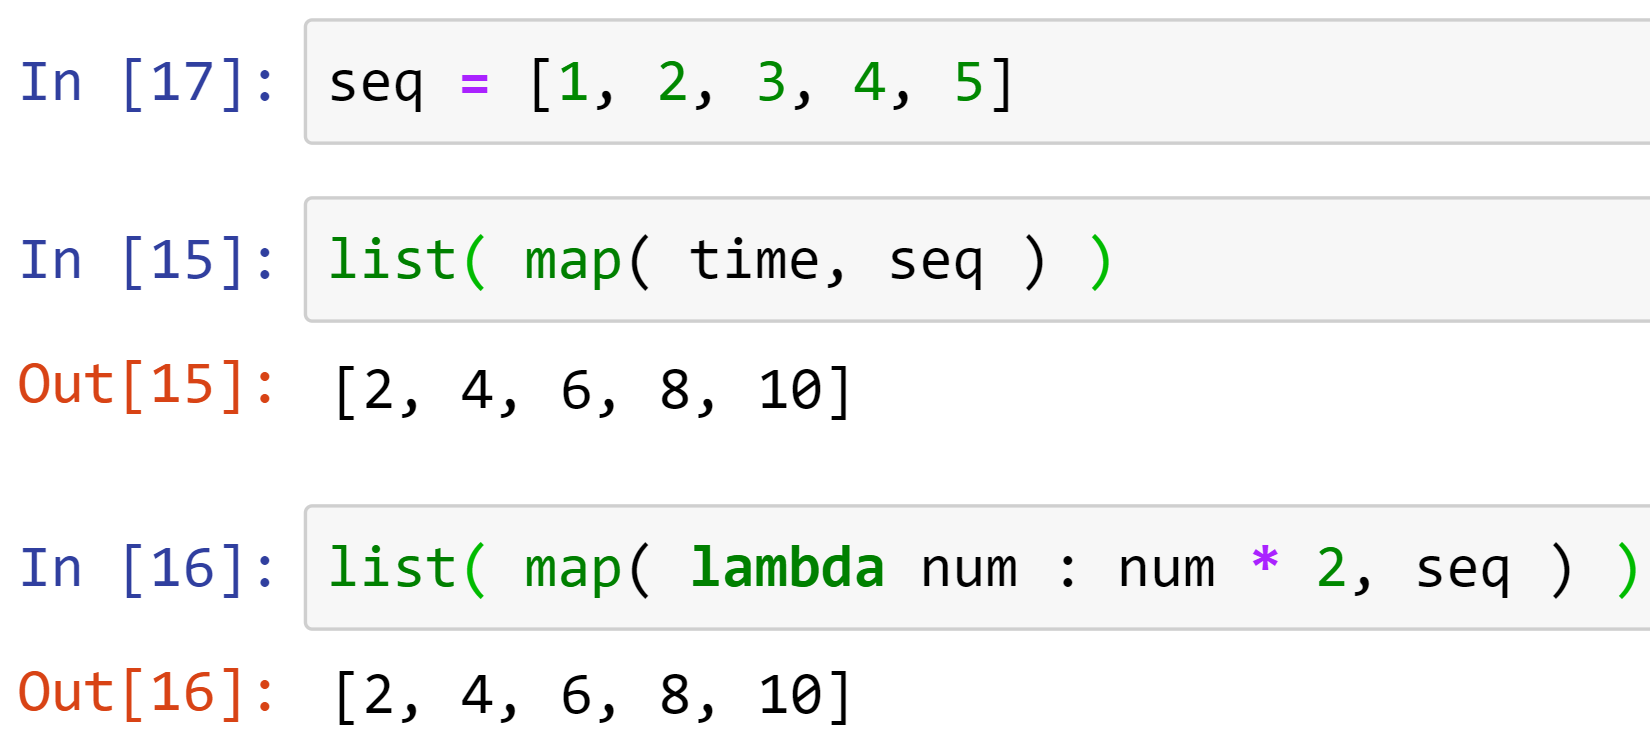 In [17]: seq = [1, 2, 3, 4, 5]
In [15]: list( map( time, seq ) )
Out[15]: [2, 4, 6, 8, 10]
In [16]: list( map( lambda num : num * 2, seq ) )
Out[16]: [2, 4, 6, 8, 10]